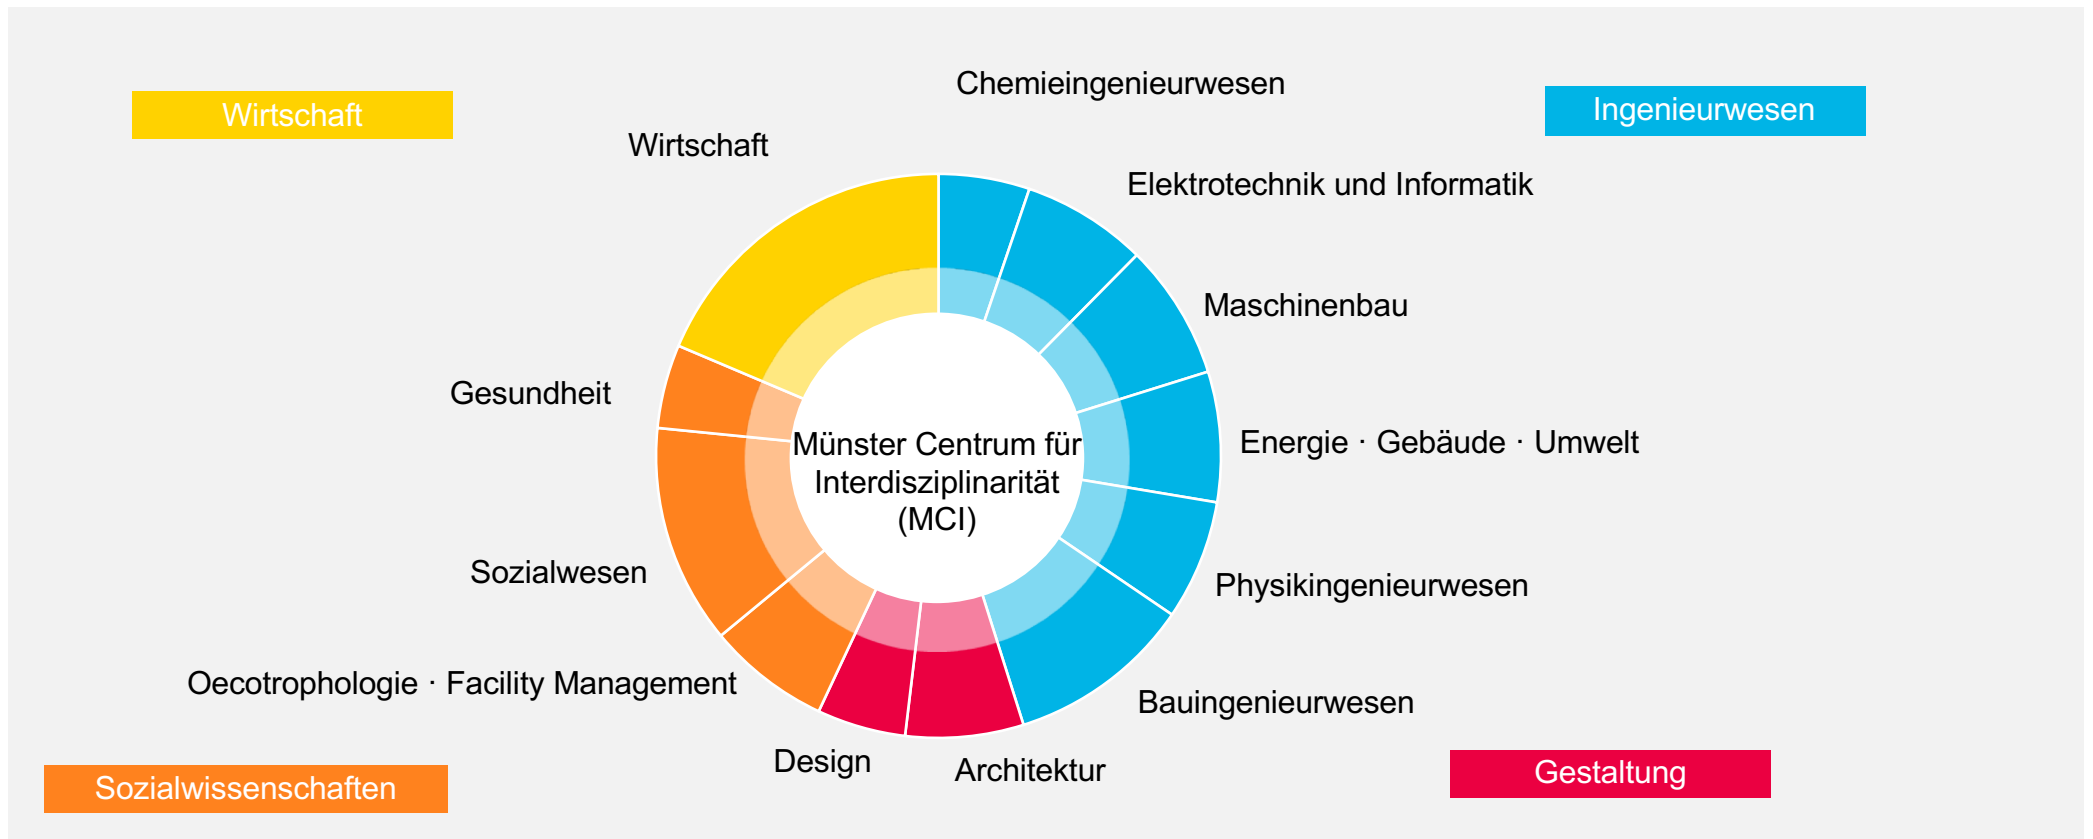 Chemieingenieurwesen
Wirtschaft
Ingenieurwesen
Wirtschaft
Elektrotechnik und Informatik
Maschinenbau
Gesundheit
Energie · Gebäude · Umwelt
Münster Centrum für
Interdisziplinarität
(MCI)
Sozialwesen
Physikingenieurwesen
Oecotrophologie · Facility Management
Bauingenieurwesen
Design
Architektur
Gestaltung
Sozialwissenschaften